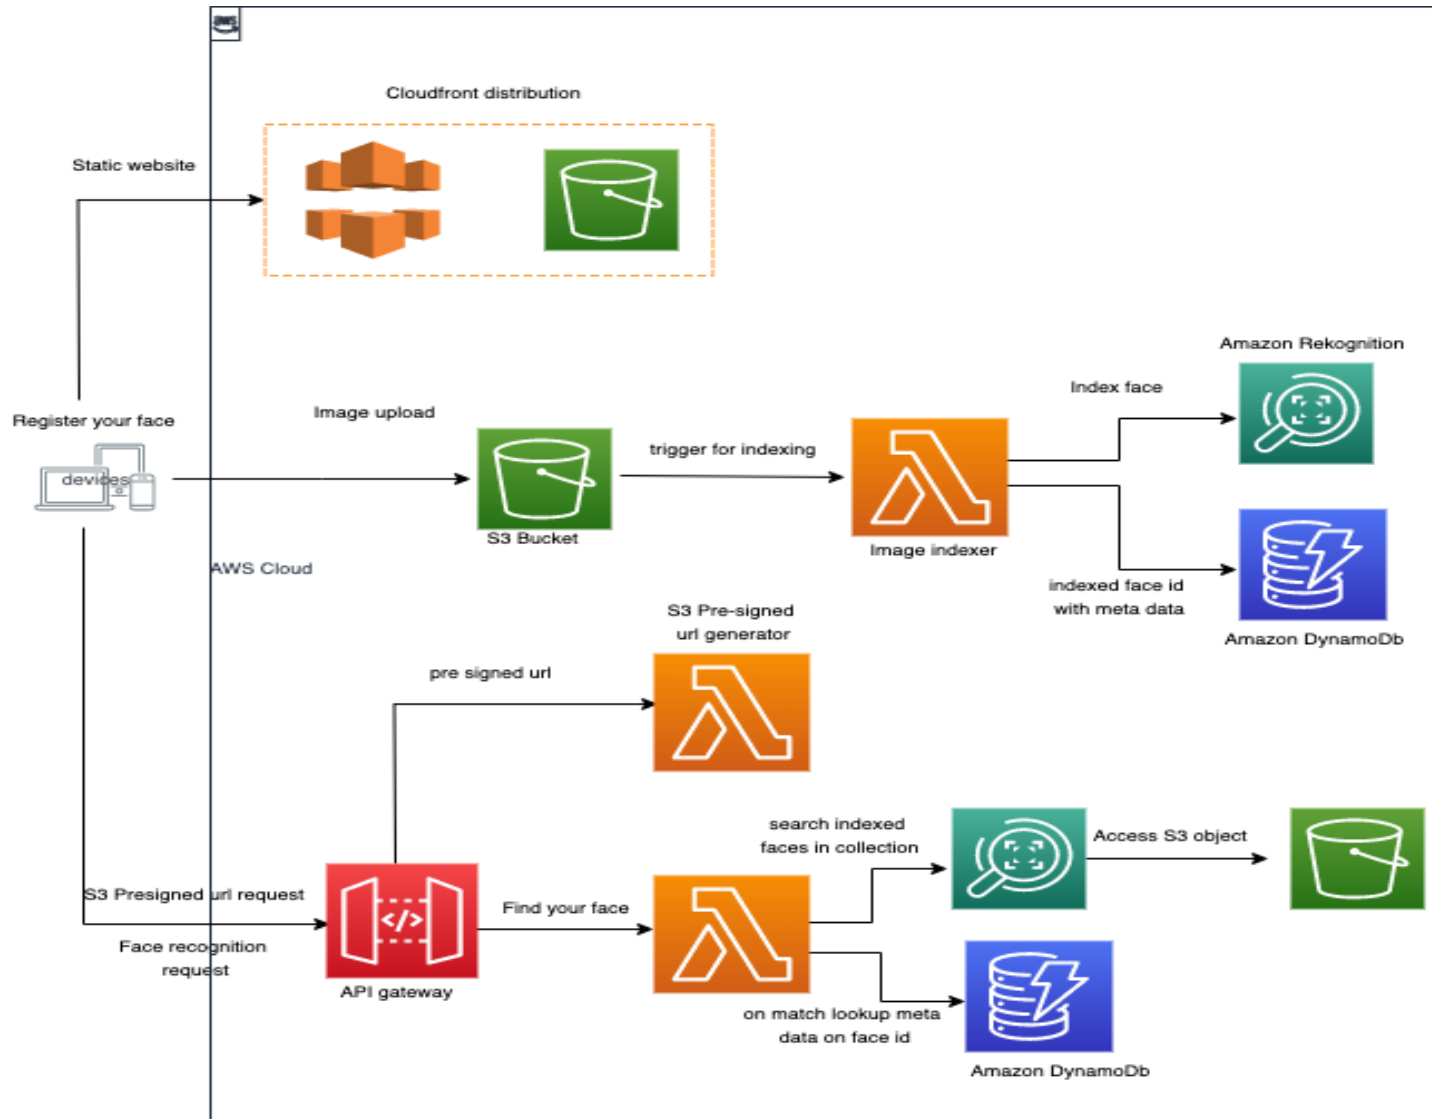 aws
Cloudfront distribution
Static website
Amazon Rekognition
Index face
Register your face
Image upload
trigger for indexing
devices
S3 Bucket
Image indexer
AWS Cloud
indexed face id
with meta data
Amazon DynamoDb
S3 Pre-signed
url generator
pre signed url
search indexed
faces in collection
Access S3 object
S3 Presigned url request
Find your face
</>
Face recognition
request
API gateway
on match lookup meta
data on face id
Amazon DynamoDb